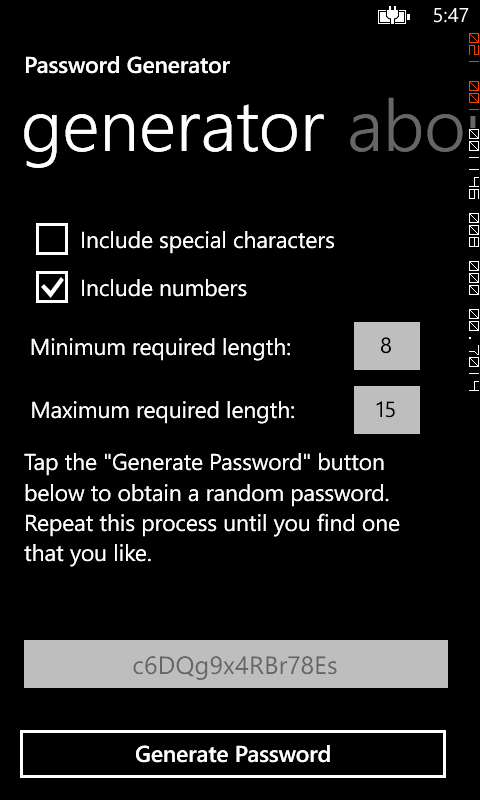 5:47
Password Generator
generator abo
Include special characters
Include numbers
Minimum required length: 8
Maximum required length: 15
Tap the "Generate Password" button
below to obtain a random password.
Repeat this process until you find one
that you like.
c6DQg9x4RBr78Es
Generate Password